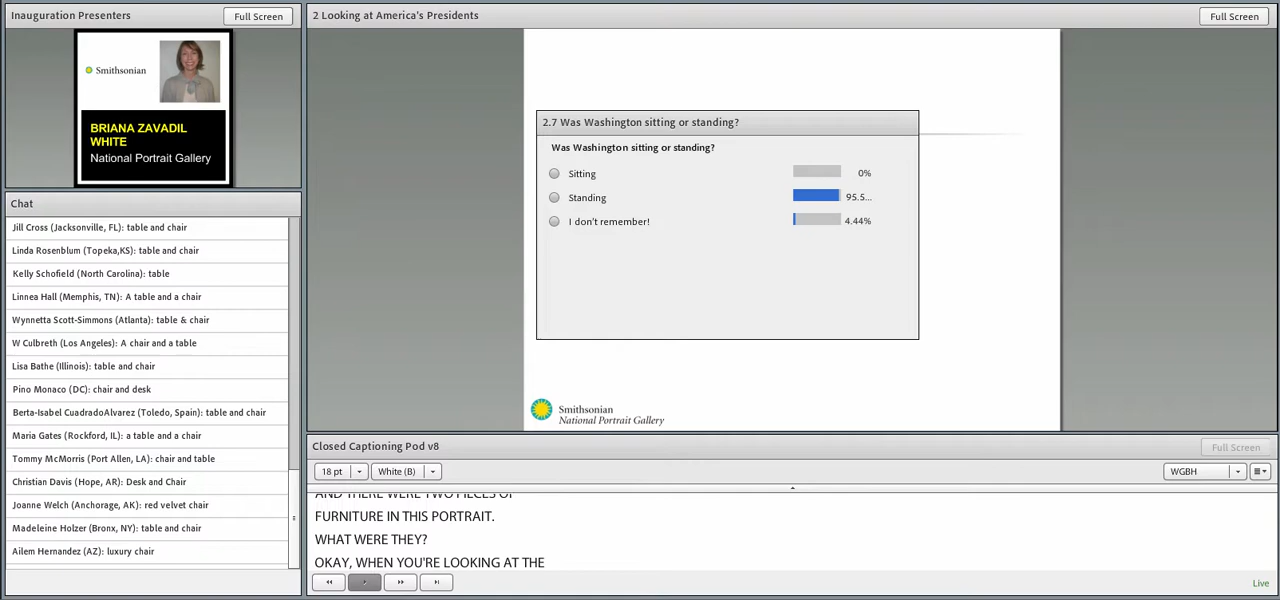 Inauguration Presenters
Full Screen
Smithsonian
BRIANA ZAVADIL
WHITE
National Portrait Gallery
Chat
Jill Cross (Jacksonville, FL): table and chair
Linda Rosenblum (Topeka,KS): table and chair
Kelly Schofield (North Carolina): table
Linnea Hall (Memphis, TN): A table and a chair
Wynnetta Scott-Simmons (Atlanta): table & chair
W Culbreth (Los Angeles): A chair and a table
Lisa Bathe (Illinois): table and chair
Pino Monaco (DC): chair and desk
Berta-Isabel CuadradoAlvarez (Toledo, Spain): table and chair
Maria Gates (Rockford, IL): a table and a chair
Tommy McMorris (Port Allen, LA): chair and table
Christian Davis (Hope, AR): Desk and Chair
Joanne Welch (Anchorage, AK): red velvet chair
Madeleine Holzer (Bronx, NY): table and chair
Ailem Hernandez (AZ): luxury chair
2 Looking at America's Presidents
Full Screen
2.7 Was Washington sitting or standing?
Was Washington sitting or standing?
Sitting 0%
Standing 95.5...
I don't remember! 4.44%
Smithsonian
National Portrait Gallery
Closed Captioning Pod v8
Full Screen
18 pt White (B) WGBH
AND THERE WERE TWO PIECES OF
FURNITURE IN THIS PORTRAIT.
WHAT WERE THEY?
OKAY, WHEN YOU'RE LOOKING AT THE
Live